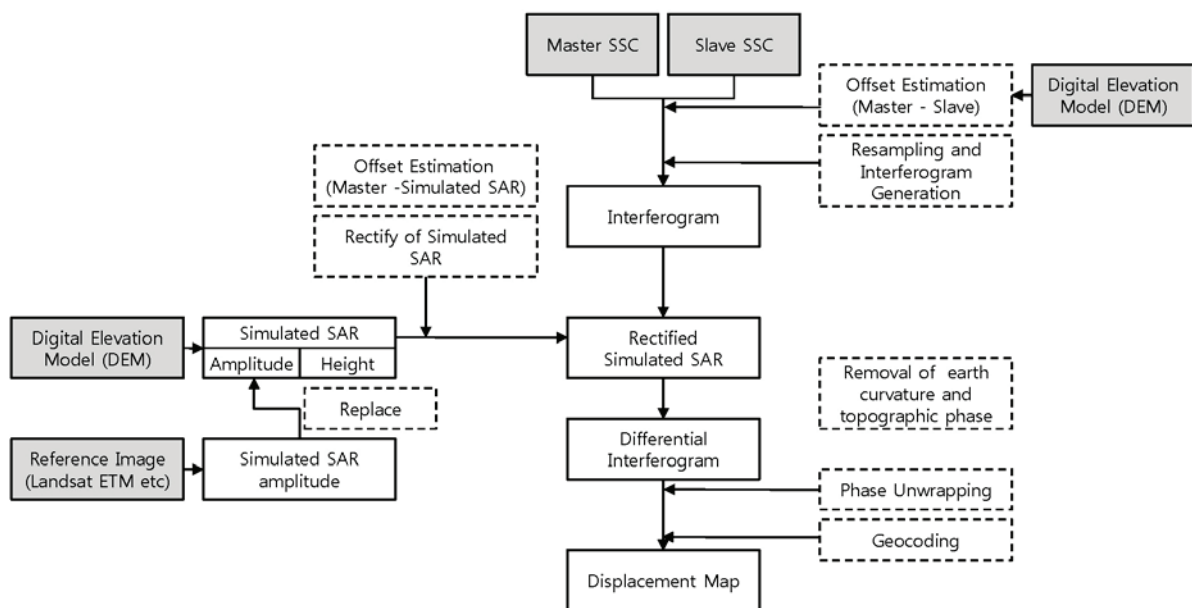 Master SSC
Slave SSC
Offset Estimation
(Master - Slave)
Digital Elevation
Model (DEM)
Resampling and
Interferogram
Generation
Offset Estimation
(Master -Simulated SAR)
Interferogram
Rectify of Simulated
SAR
Digital Elevation
Model (DEM)
Simulated SAR
Amplitude
Height
Rectified
Simulated SAR
Replace
Removal of earth
curvature and
topographic phase
Reference Image
(Landsat ETM etc)
Simulated SAR
amplitude
Differential
Interferogram
Phase Unwrapping
Geocoding
Displacement Map